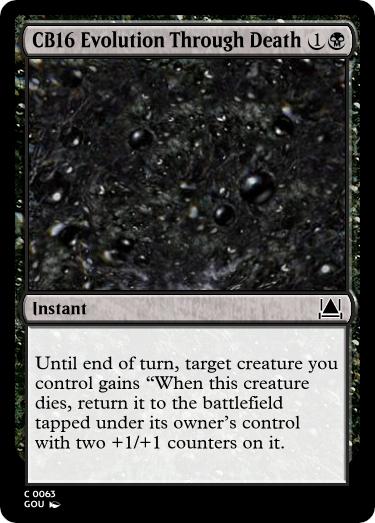 CB16 Evolution Through Death 1
Instant
Until end of turn, target creature you
control gains “When this creature
dies, return it to the battlefield
tapped under its owner’s control
with two +1/+1 counters on it.
C 0063
GOU